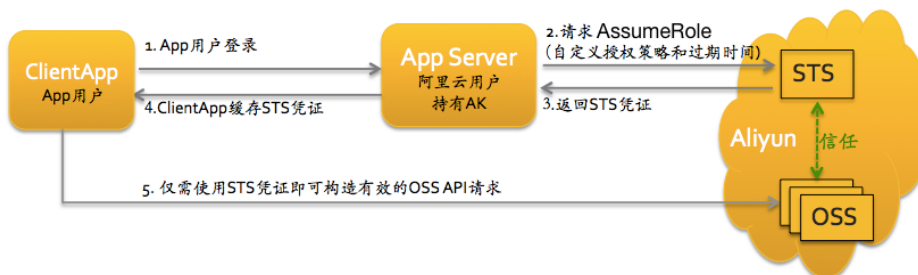 1. App用户登录
2.请求 AssumeRole
(自定义授权策略和过期时间)
ClientApp
App用户
App Server
阿里云用户
持有AK
STS
4.ClientApp缓存STS凭证
3.返回STS凭证
Aliyun
信任
5. 仅需使用STS凭证即可构造有效的OSS API请求
OSS